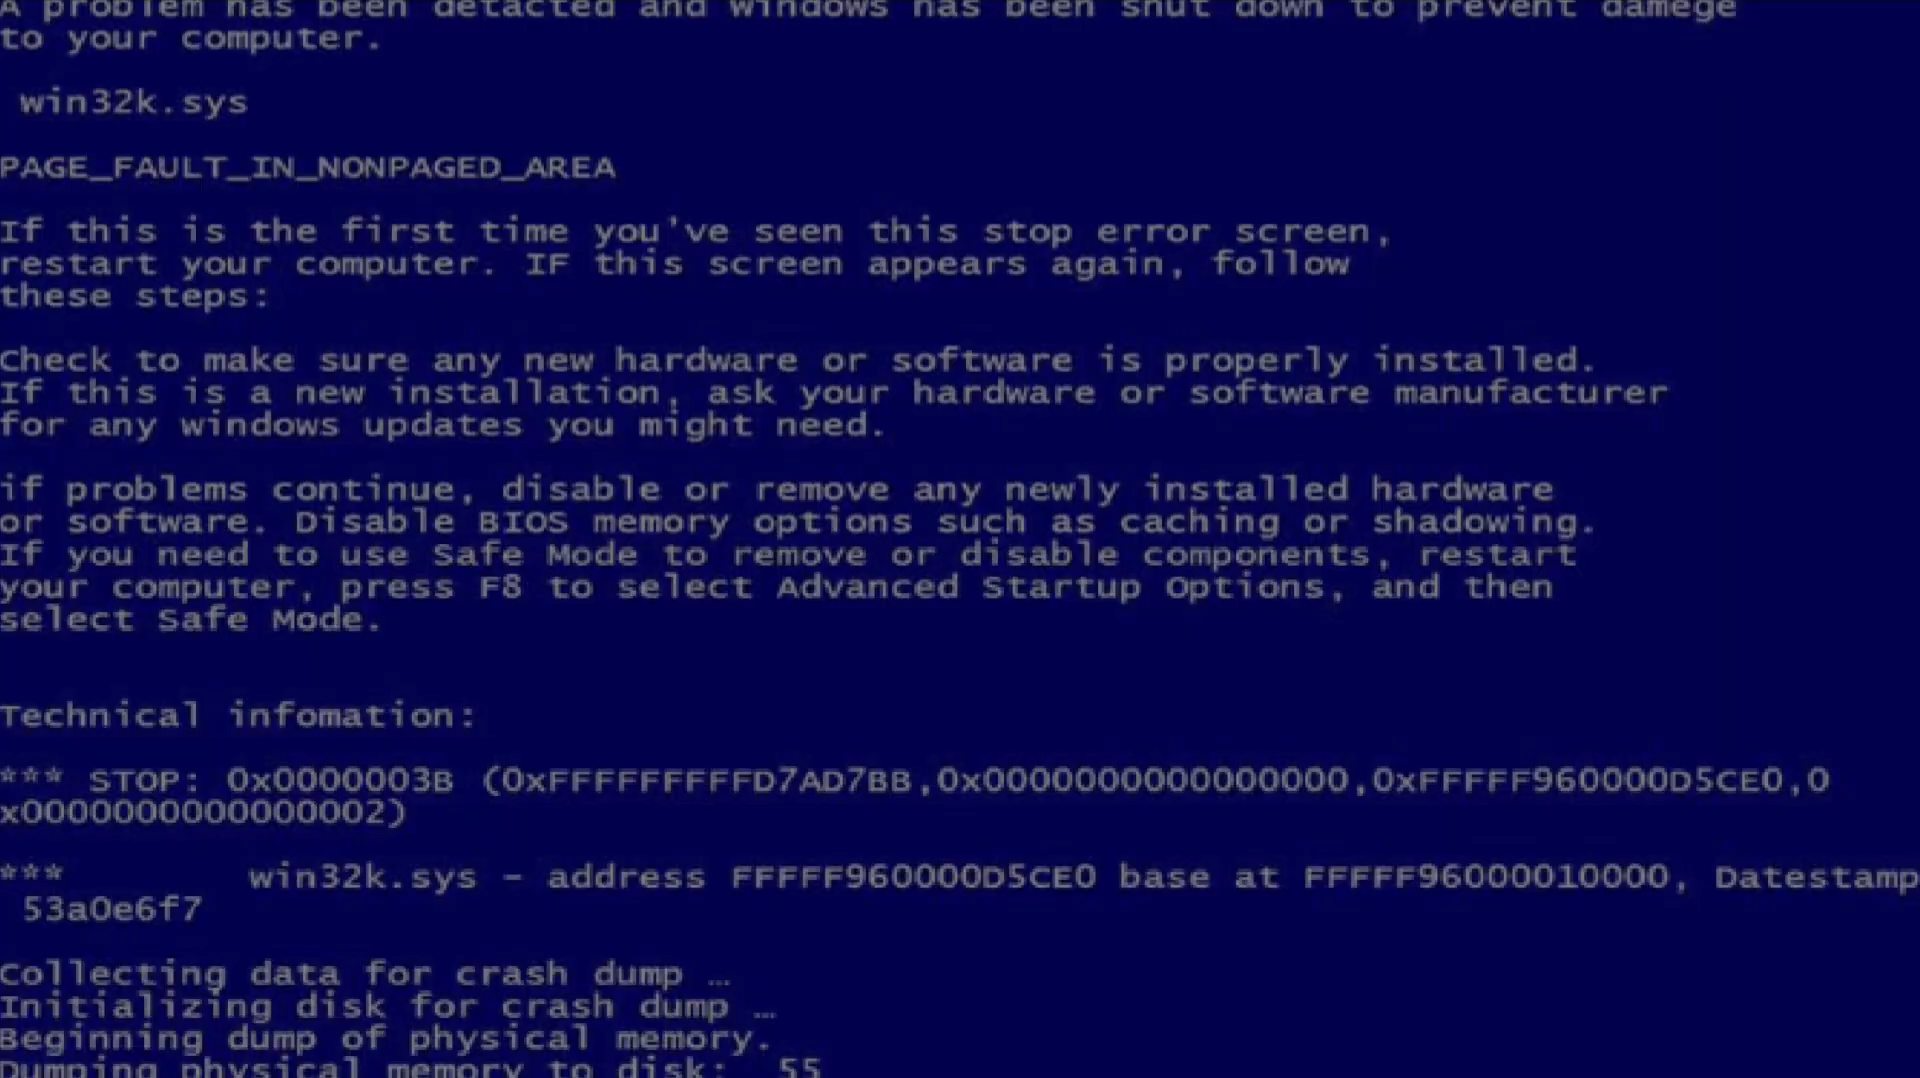 A problem has been detacted and windows has been shut down to prevent damege
to your computer.
win32k.sys
PAGE_FAULT_IN_NONPAGED_AREA
If this is the first time you've seen this stop error screen,
restart your computer. IF this screen appears again, follow
these steps:
Check to make sure any new hardware or software is properly installed.
If this is a new installation, ask your hardware or software manufacturer
for any windows updates you might need.
if problems continue, disable or remove any newly installed hardware
or software. Disable BIOS memory options such as caching or shadowing.
If you need to use Safe Mode to remove or disable components, restart
your computer, press F8 to select Advanced Startup Options, and then
select Safe Mode.
Technical infomation:
*** STOP: 0x0000003B (0xFFFFFFFFFD7AD7BB,0x0000000000000000,0xFFFFF960000D5CE0,0
x0000000000000002)
*** win32k.sys – address FFFFF960000D5CE0 base at FFFFF96000010000, Datestamp
53a0e6f7
Collecting data for crash dump …
Initializing disk for crash dump …
Beginning dump of physical memory.
Dumping physical memory to disk: 55